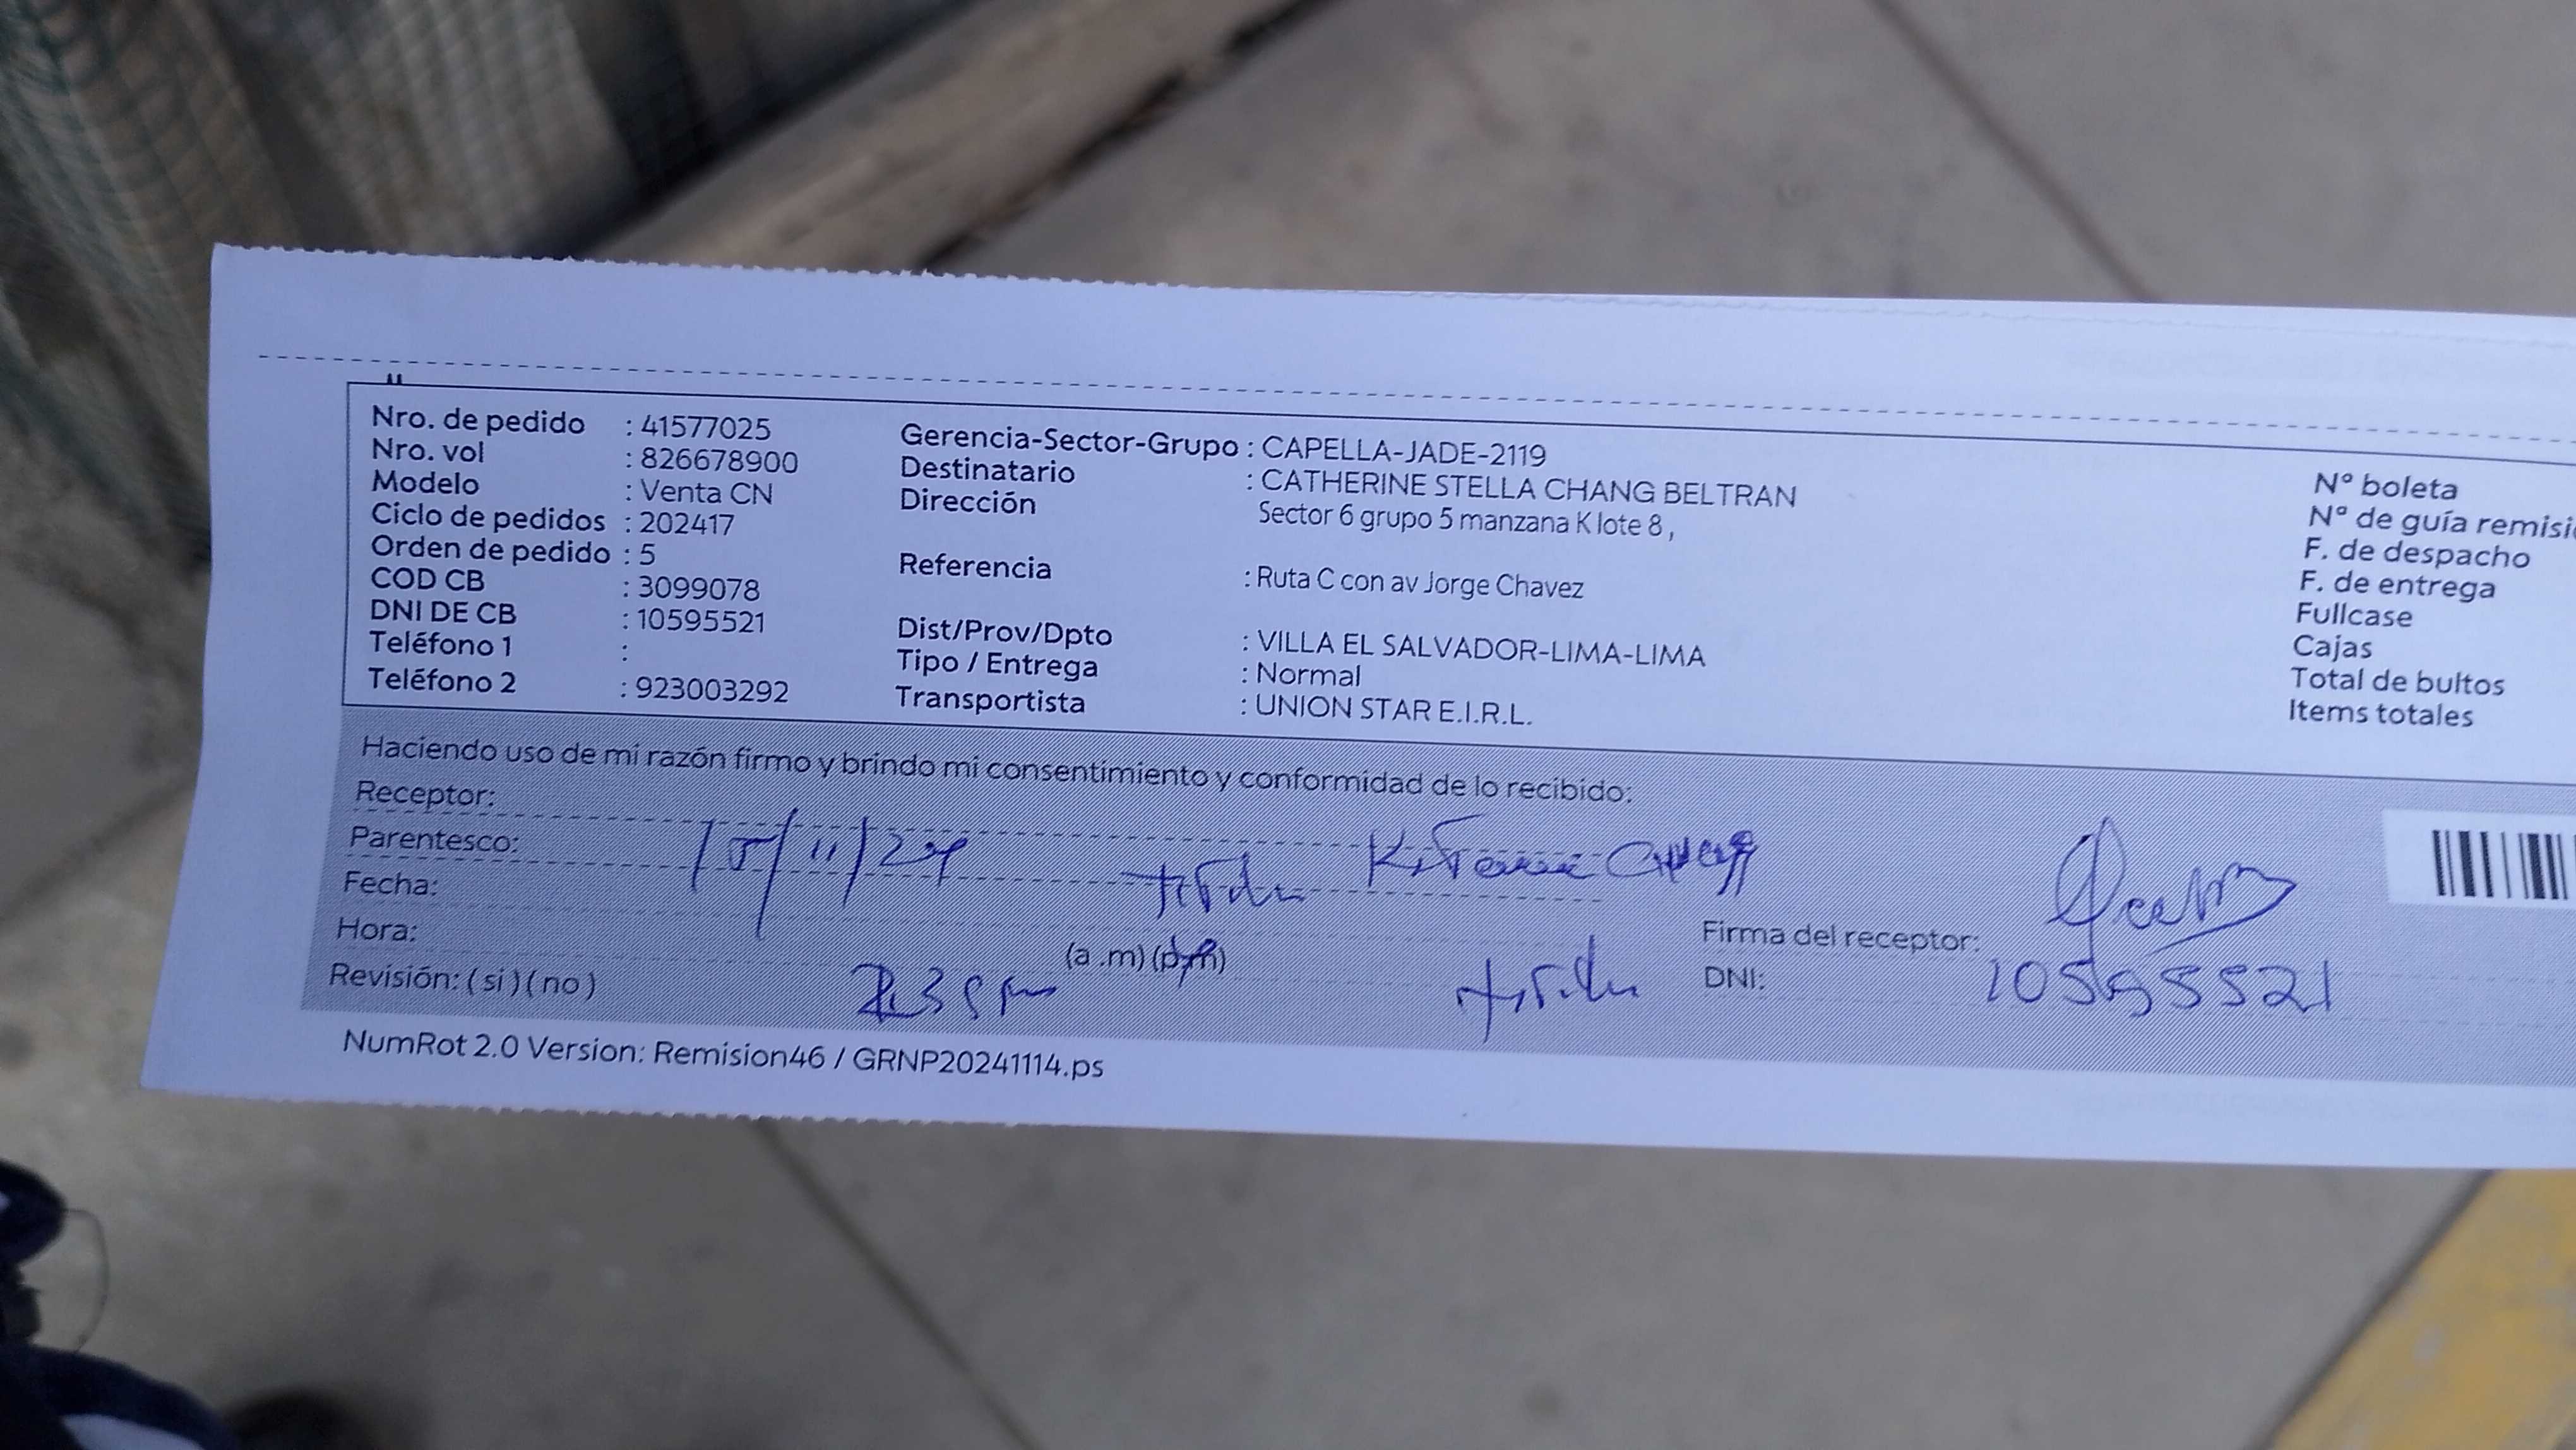 Nro. de pedido : 41577025
Nro. vol : 826678900
Modelo : Venta CN
Ciclo de pedidos : 202417
Orden de pedido : 5
COD CB : 3099078
DNI DE CB : 10595521
Teléfono 1 :
Teléfono 2 : 923003292
Gerencia-Sector-Grupo : CAPELLA-JADE-2119
Destinatario : CATHERINE STELLA CHANG BELTRAN
Dirección Sector 6 grupo 5 manzana K lote 8 ,
Referencia : Ruta C con av Jorge Chavez
Dist/Prov/Dpto : VILLA EL SALVADOR-LIMA-LIMA
Tipo / Entrega : Normal
Transportista : UNION STAR E.I.R.L.
N° boleta
N° de guía
F. de despacho
F. de entrega
Fullcase
Cajas
Total de bultos
Items totales
Haciendo uso de mi razón firmo y brindo mi consentimiento y conformidad de lo recibido:
Receptor:
Parentesco: 15/11/24 Chang
Fecha:
Hora: (a .m) (p.m)
Revisión: ( si ) ( no )
Firma del receptor:
DNI: 10595521
NumRot 2.0 Version: Remision46 / GRNP20241114.ps